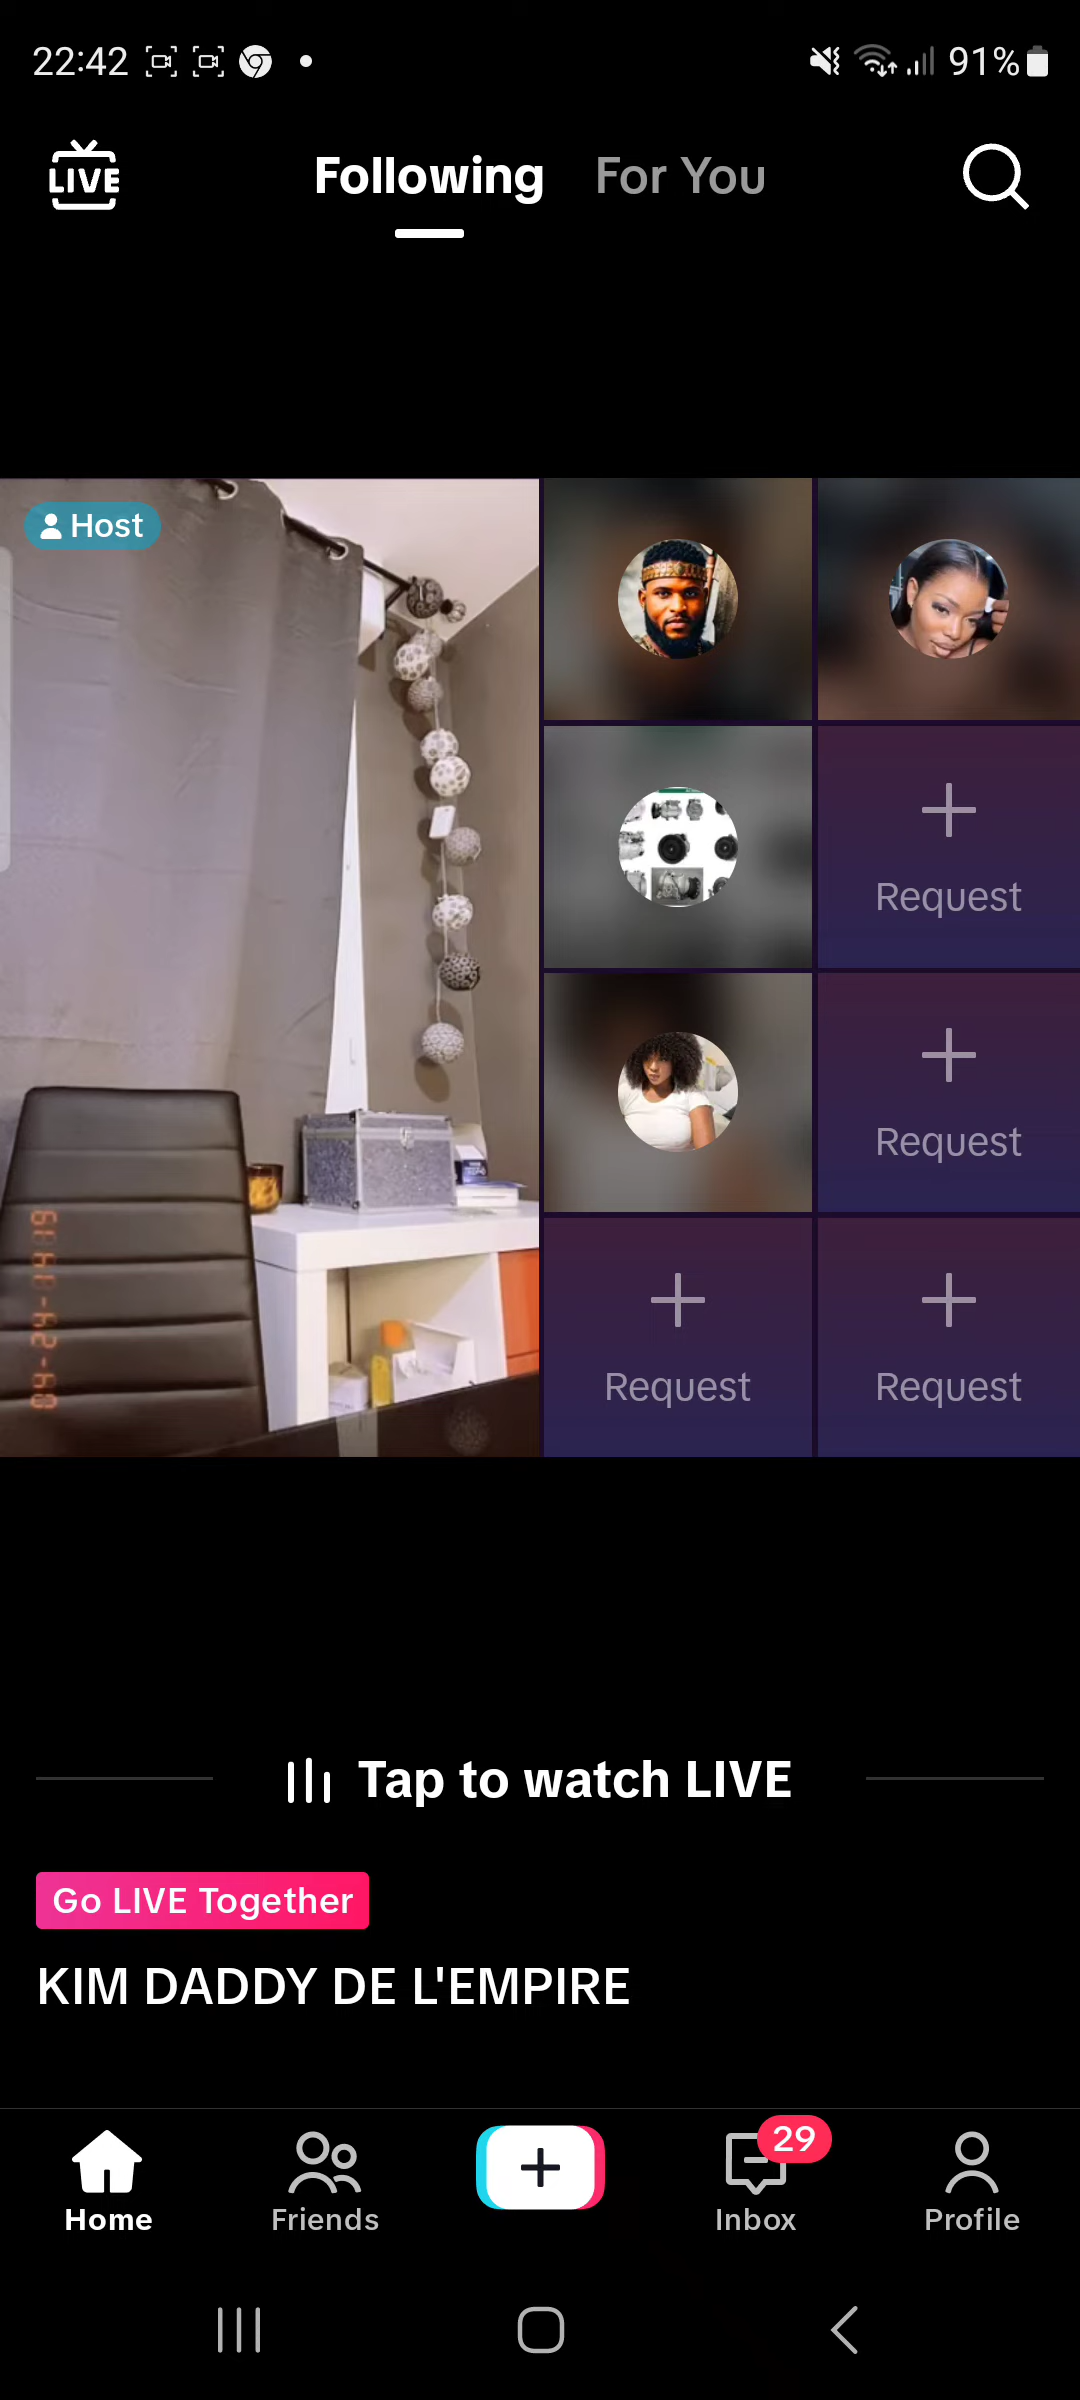 22:42
91%
LIVE
Following
For You
Host
Request
Request
Request
Request
Tap to watch LIVE
Go LIVE Together
KIM DADDY DE L'EMPIRE
29
Home
Friends
Inbox
Profile